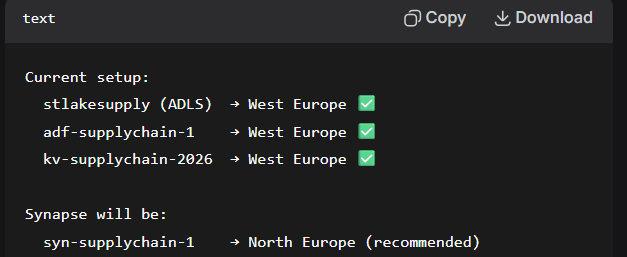 text
Copy
Download
Current setup:
stlakesupply (ADLS) → West Europe ✅
adf-supplychain-1 → West Europe ✅
kv-supplychain-2026 → West Europe ✅
Synapse will be:
syn-supplychain-1 → North Europe (recommended)